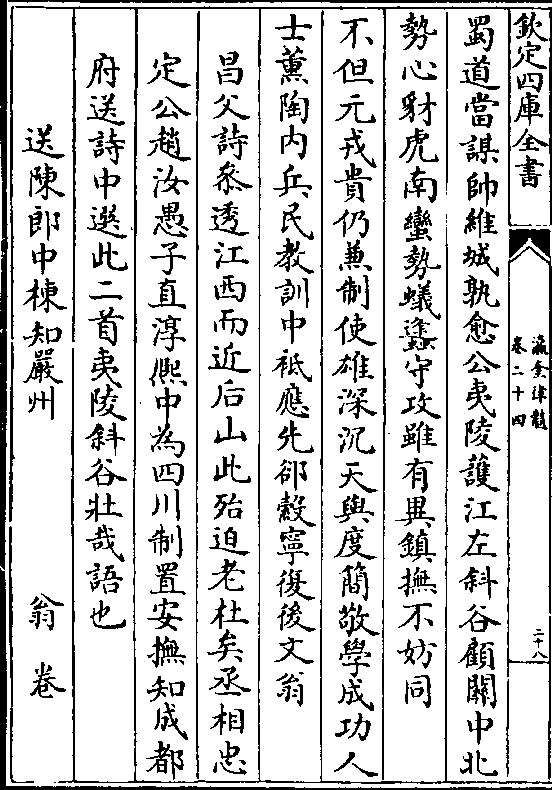 欽定四庫全書
瀛奎律髓
卷二十四
二十八
蜀道當謀帥維城孰愈公夷陵護江左斜谷顧關中北
勢心豺虎南蠻勢蟻蠭守攻雖有異鎮撫不妨同
不但元戎貴仍兼制使雄深沉天與度簡敬學成功人
士薫陶内兵民教訓中祗應先郤縠寧復後文翁
昌父詩叅透江西而近后山此殆迫老杜矣丞相忠
定公趙汝愚子直淳熈中為四川制置安撫知成都
府送詩中選此二首夷陵斜谷壯哉語也
送陳郎中棟知嚴州
翁卷